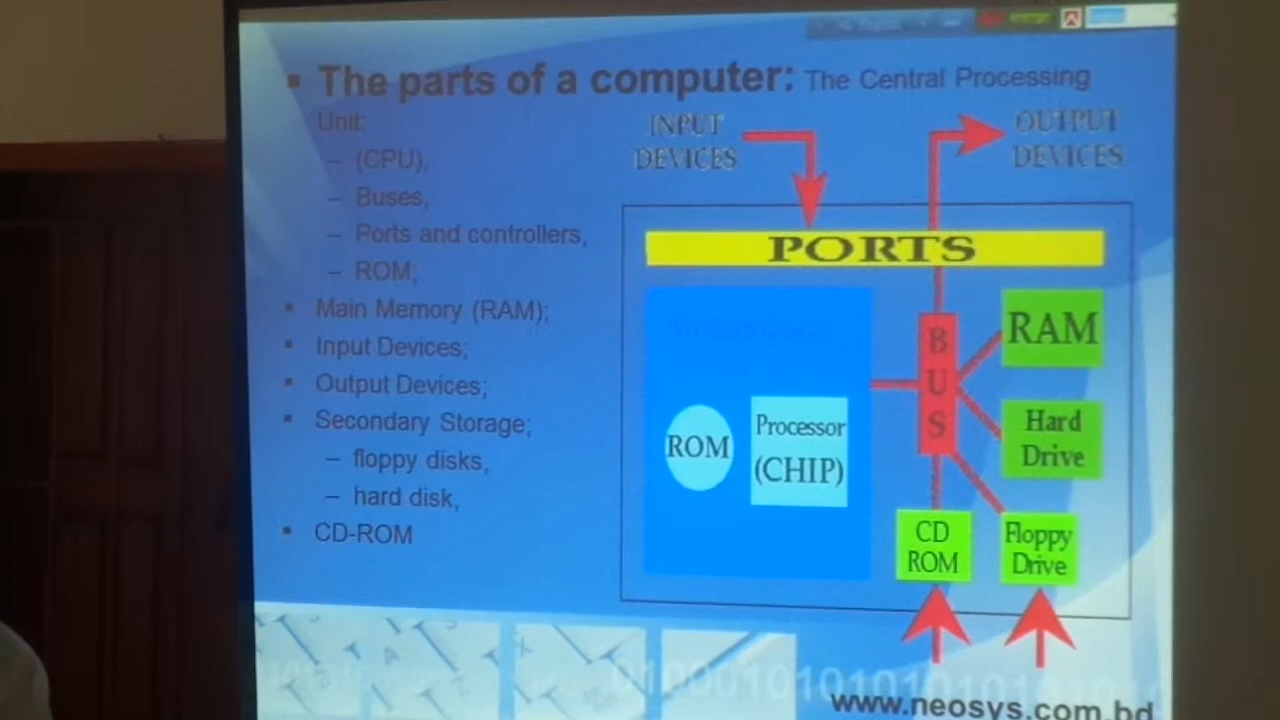 The parts of a computer: The Central Processing
Unit:
– (CPU),
– Buses,
– Ports and controllers,
– ROM;
Main Memory (RAM);
Input Devices;
Output Devices;
Secondary Storage;
– floppy disks,
– hard disk,
CD-ROM
INPUT
DEVICES
OUTPUT
DEVICES
PORTS
BUS
RAM
ROM
Processor
(CHIP)
Hard
Drive
CD
ROM
Floppy
Drive
www.neosys.com.bd